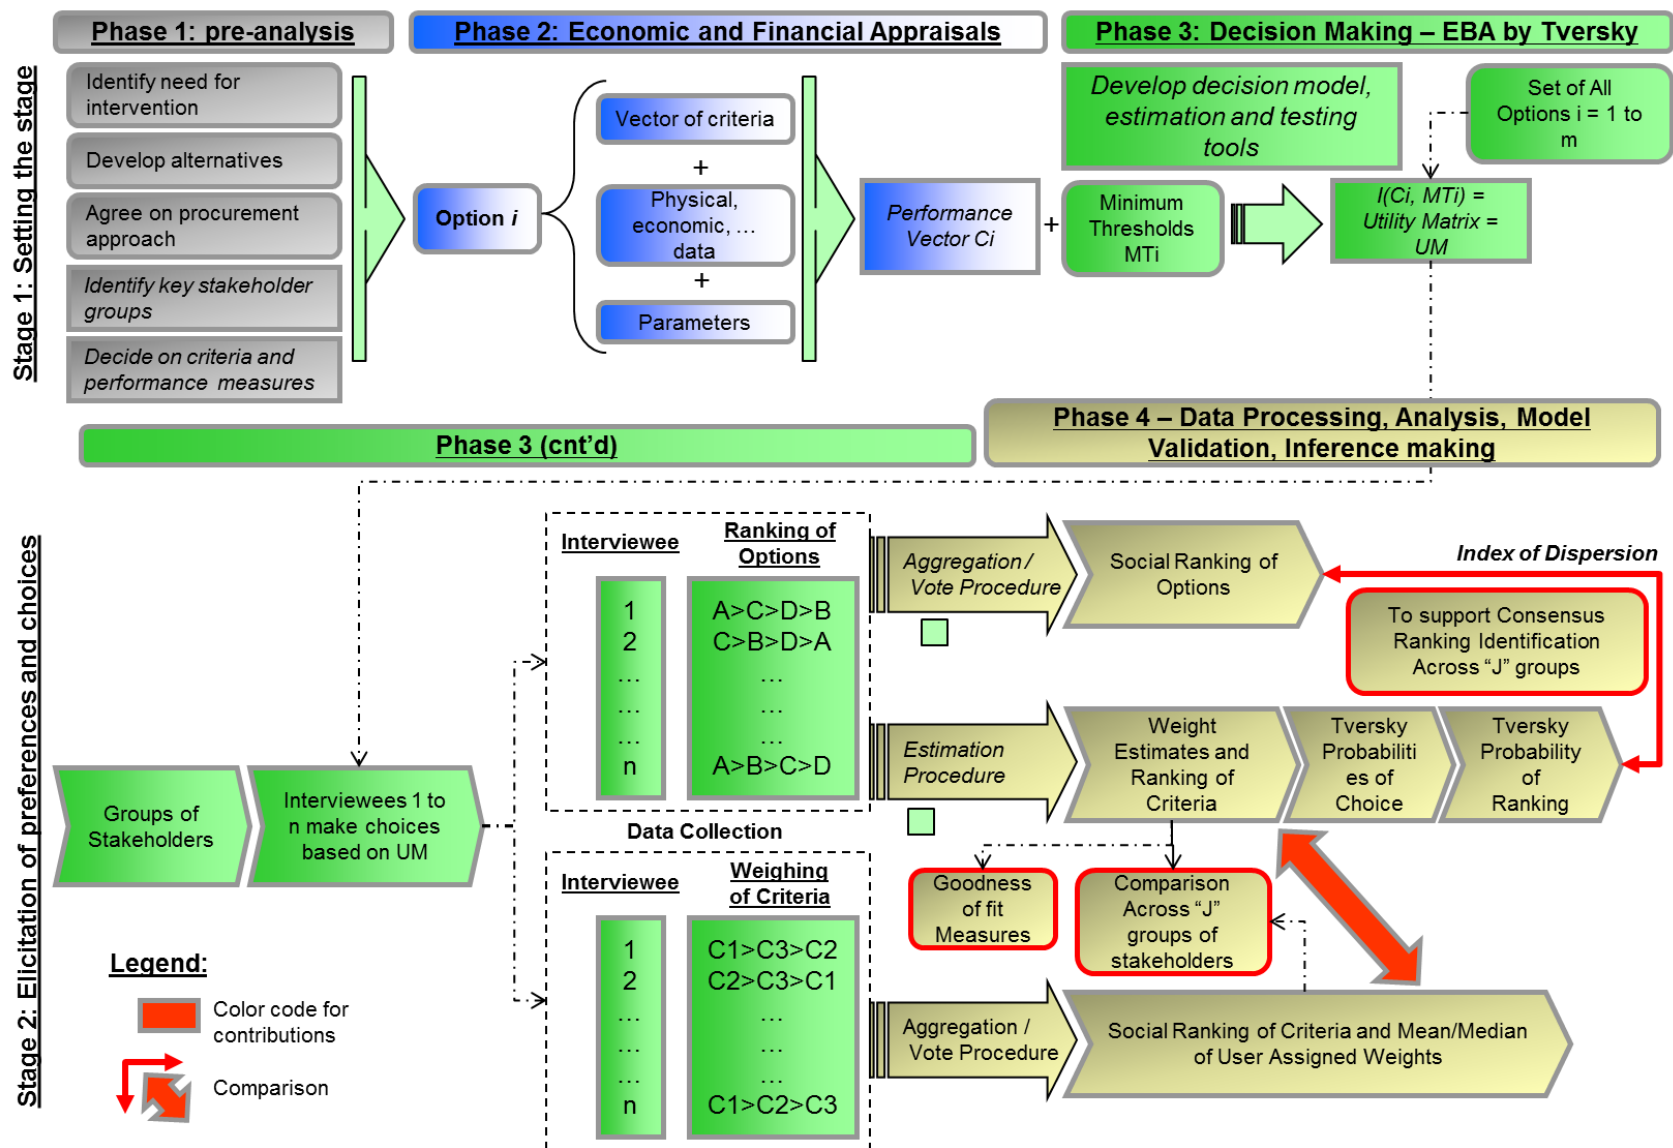 Phase 1: pre-analysis
Phase 2: Economic and Financial Appraisals
Phase 3: Decision Making – EBA by Tversky
Stage 1: Setting the stage
Identify need for
intervention
Develop alternatives
Agree on procurement
approach
Identify key stakeholder
groups
Decide on criteria and
performance measures
Option i
Vector of criteria
+
Physical,
economic, …
data
+
Parameters
Performance
Vector Ci
+
Minimum
Thresholds
MTi
Develop decision model,
estimation and testing
tools
Set of All
Options i = 1 to
m
I(Ci, MTi) =
Utility Matrix =
UM
Phase 3 (cnt'd)
Phase 4 – Data Processing, Analysis, Model
Validation, Inference making
Stage 2: Elicitation of preferences and choices
Groups of
Stakeholders
Interviewees 1 to
n make choices
based on UM
Interviewee
Ranking of
Options
1
A>C>D>B
2
C>B>D>A
…
…
…
…
…
…
n
A>B>C>D
Data Collection
Interviewee
Weighing
of Criteria
1
C1>C3>C2
2
C2>C3>C1
…
…
…
…
…
…
n
C1>C2>C3
Aggregation /
Vote Procedure
Social Ranking of
Options
Index of Dispersion
To support Consensus
Ranking Identification
Across "J" groups
Estimation
Procedure
Weight
Estimates and
Ranking of
Criteria
Tversky
Probabiliti
es of
Choice
Tversky
Probability
of
Ranking
Goodness
of fit
Measures
Comparison
Across "J"
groups of
stakeholders
Aggregation /
Vote Procedure
Social Ranking of Criteria and Mean/Median
of User Assigned Weights
Legend:
Color code for
contributions
Comparison